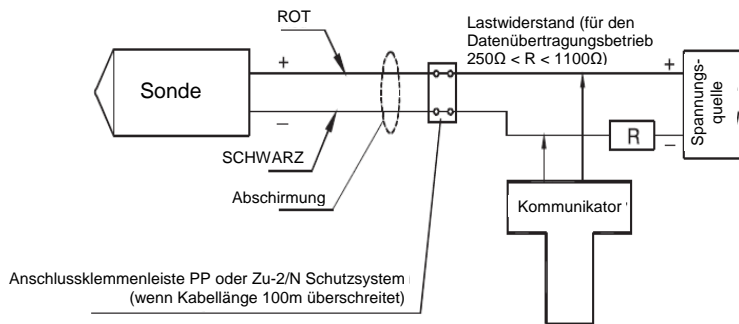 ROT
Lastwiderstand (für den
Datenübertragungsbetrieb
250Ω < R < 1100Ω)
+
+
Sonde
Spannungs-
quelle
–
R
–
SCHWARZ
Abschirmung
Kommunikator
Anschlussklemmenleiste PP oder Zu-2/N Schutzsystem
(wenn Kabellänge 100m überschreitet)